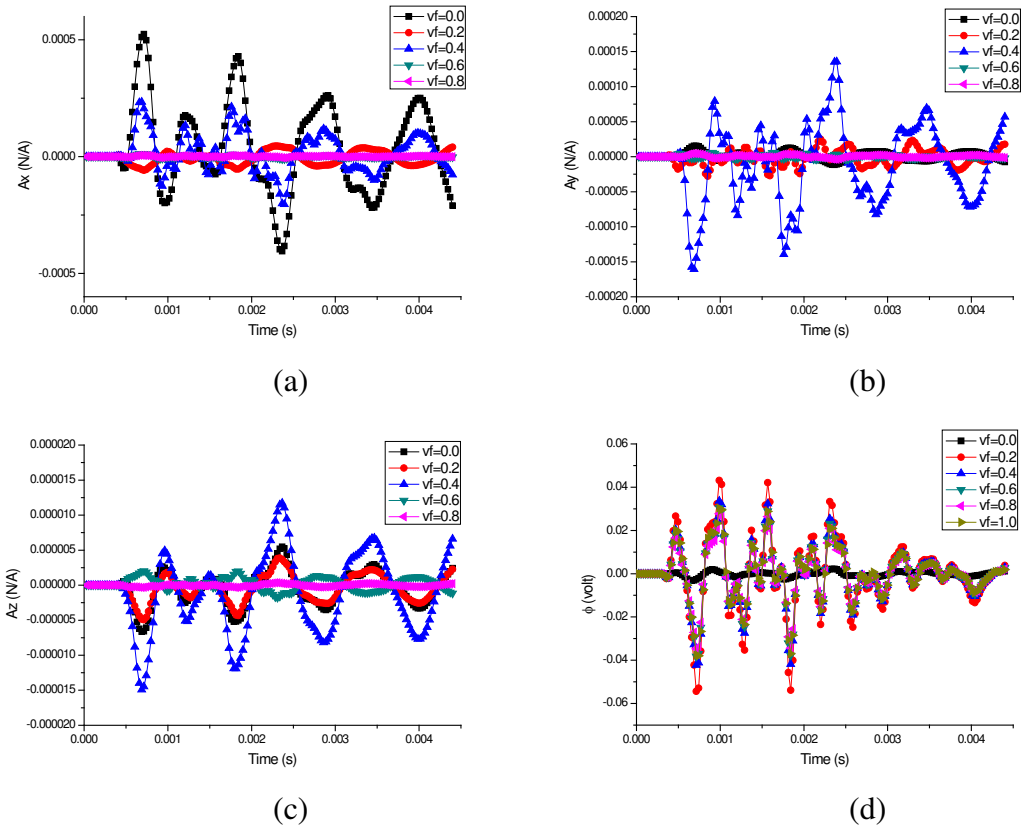 0.0005
0.0000
-0.0005
Ax (N/A)
0.000
0.001
0.002
0.003
0.004
Time (s)
vf=0.0
vf=0.2
vf=0.4
vf=0.6
vf=0.8
(a)
0.00020
0.00015
0.00010
0.00005
0.00000
-0.00005
-0.00010
-0.00015
-0.00020
Ay (N/A)
0.000
0.001
0.002
0.003
0.004
Time (s)
vf=0.0
vf=0.2
vf=0.4
vf=0.6
vf=0.8
(b)
0.000020
0.000015
0.000010
0.000005
0.000000
-0.000005
-0.000010
-0.000015
-0.000020
Az (N/A)
0.000
0.001
0.002
0.003
0.004
Time (s)
vf=0.0
vf=0.2
vf=0.4
vf=0.6
vf=0.8
(c)
0.06
0.04
0.02
0.00
-0.02
-0.04
-0.06
ϕ (volt)
0.000
0.001
0.002
0.003
0.004
Time (s)
vf=0.0
vf=0.2
vf=0.4
vf=0.6
vf=0.8
vf=1.0
(d)